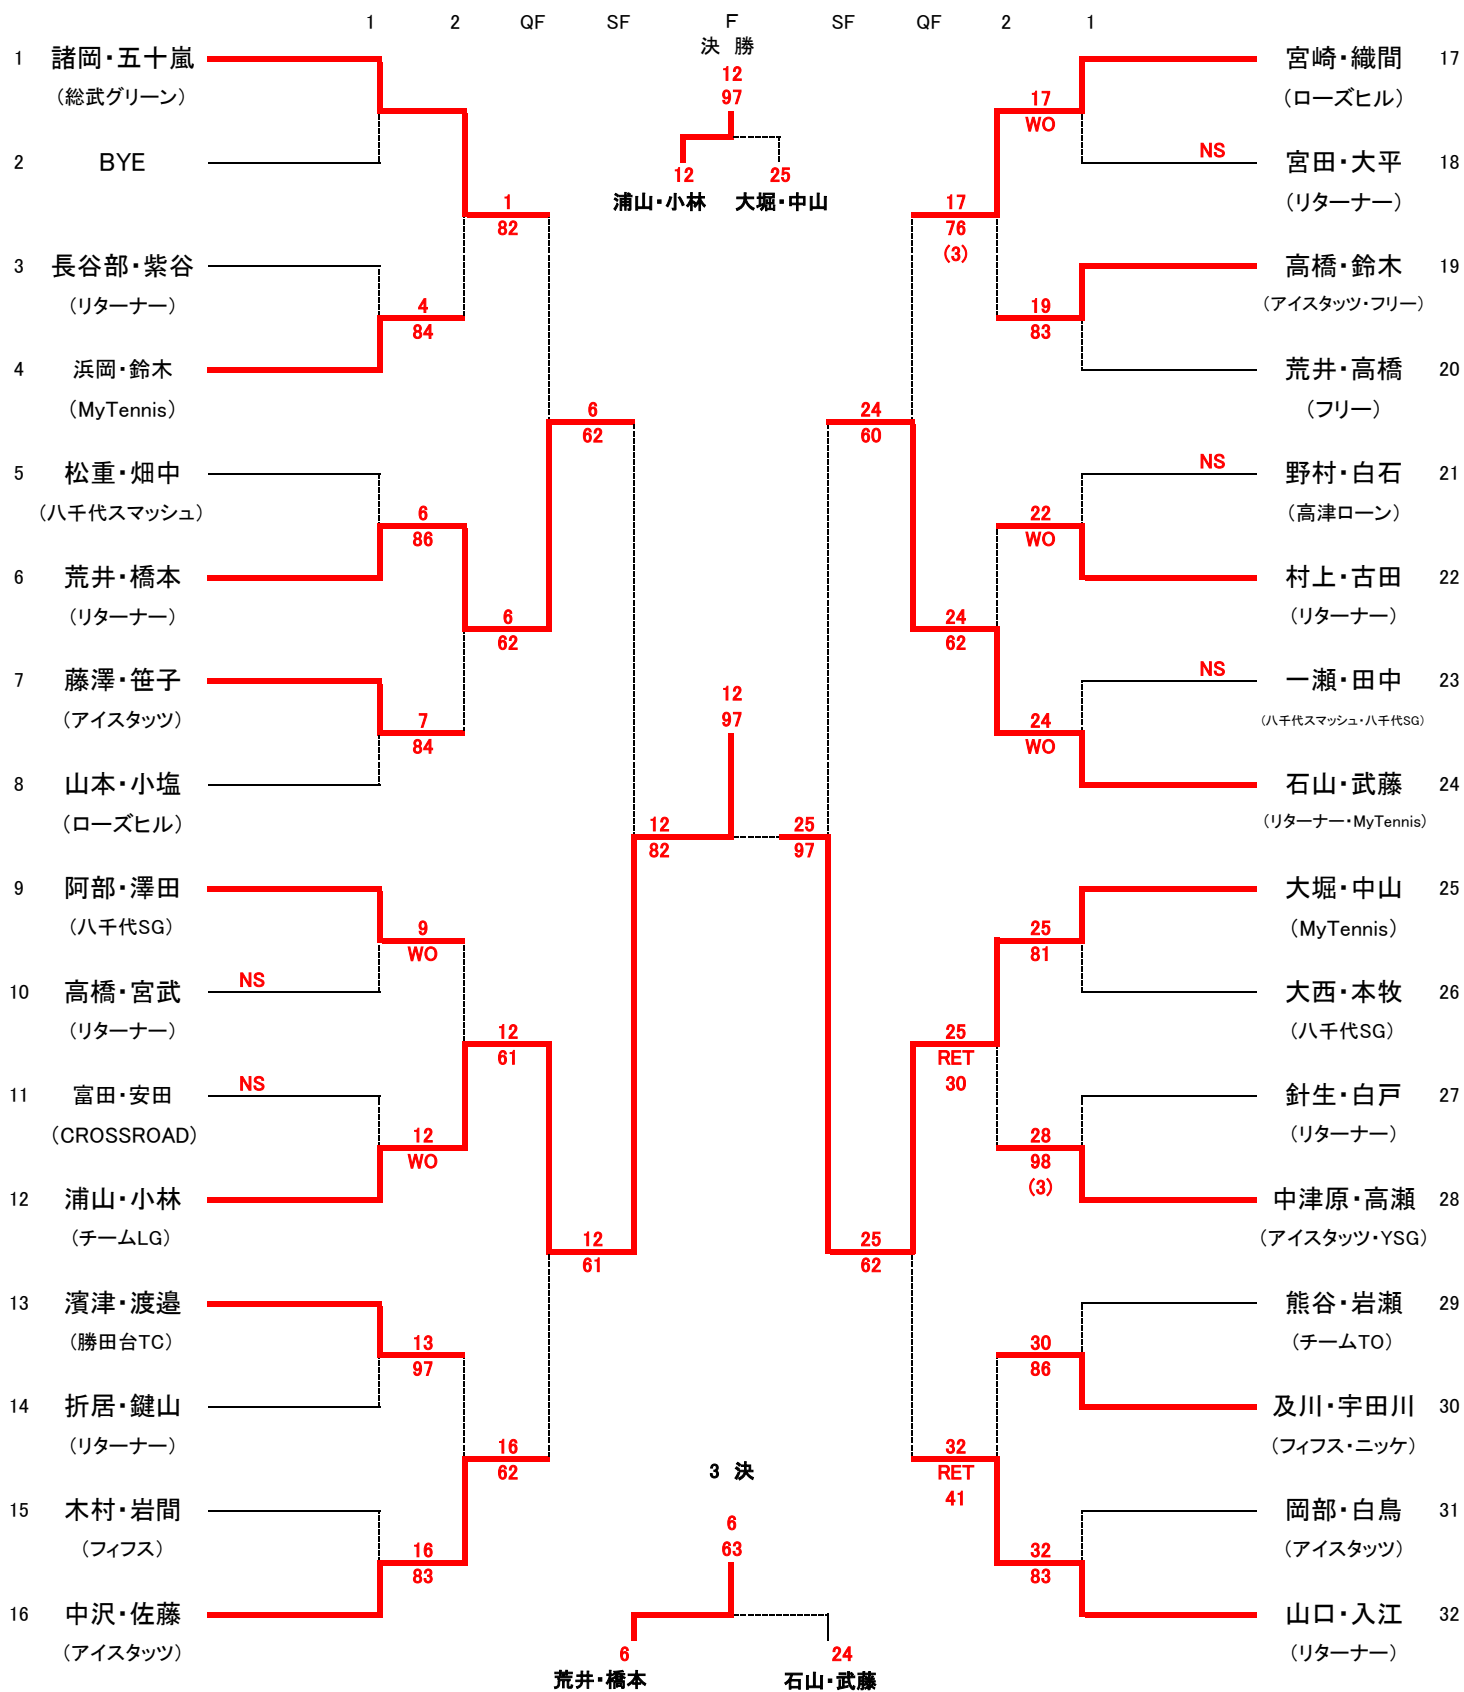 1 2 QF SF F SF QF 2 1
決 勝
12
97
12 25
浦山・小林 大堀・中山
1 諸岡・五十嵐
(総武グリーン)
2 BYE
3 長谷部・紫谷
(リターナー)
4 浜岡・鈴木
(MyTennis)
5 松重・畑中
(八千代スマッシュ)
6 荒井・橋本
(リターナー)
7 藤澤・笹子
(アイスタッツ)
8 山本・小塩
(ローズヒル)
9 阿部・澤田
(八千代SG)
10 高橋・宮武 NS
(リターナー)
11 富田・安田 NS
(CROSSROAD)
12 浦山・小林
(チームLG)
13 濱津・渡邉
(勝田台TC)
14 折居・鍵山
(リターナー)
15 木村・岩間
(フィフス)
16 中沢・佐藤
(アイスタッツ)
4
84
6
86
7
84
9
WO
12
WO
13
97
16
83
1
82
6
62
12
61
16
62
6
62
12
61
12
82
12
97
25
97
24
60
25
62
17
76
(3)
24
62
25
RET
30
32
RET
41
17
WO
19
83
22
WO
24
WO
25
81
28
98
(3)
30
86
32
83
宮崎・織間 17
(ローズヒル)
NS 宮田・大平 18
(リターナー)
高橋・鈴木 19
(アイスタッツ・フリー)
荒井・高橋 20
(フリー)
NS 野村・白石 21
(高津ローン)
村上・古田 22
(リターナー)
NS 一瀬・田中 23
(八千代スマッシュ・八千代SG)
石山・武藤 24
(リターナー・MyTennis)
大堀・中山 25
(MyTennis)
大西・本牧 26
(八千代SG)
針生・白戸 27
(リターナー)
中津原・高瀬 28
(アイスタッツ・YSG)
熊谷・岩瀬 29
(チームTO)
及川・宇田川 30
(フィフス・ニッケ)
岡部・白鳥 31
(アイスタッツ)
山口・入江 32
(リターナー)
3 決
6
63
6 24
荒井・橋本 石山・武藤